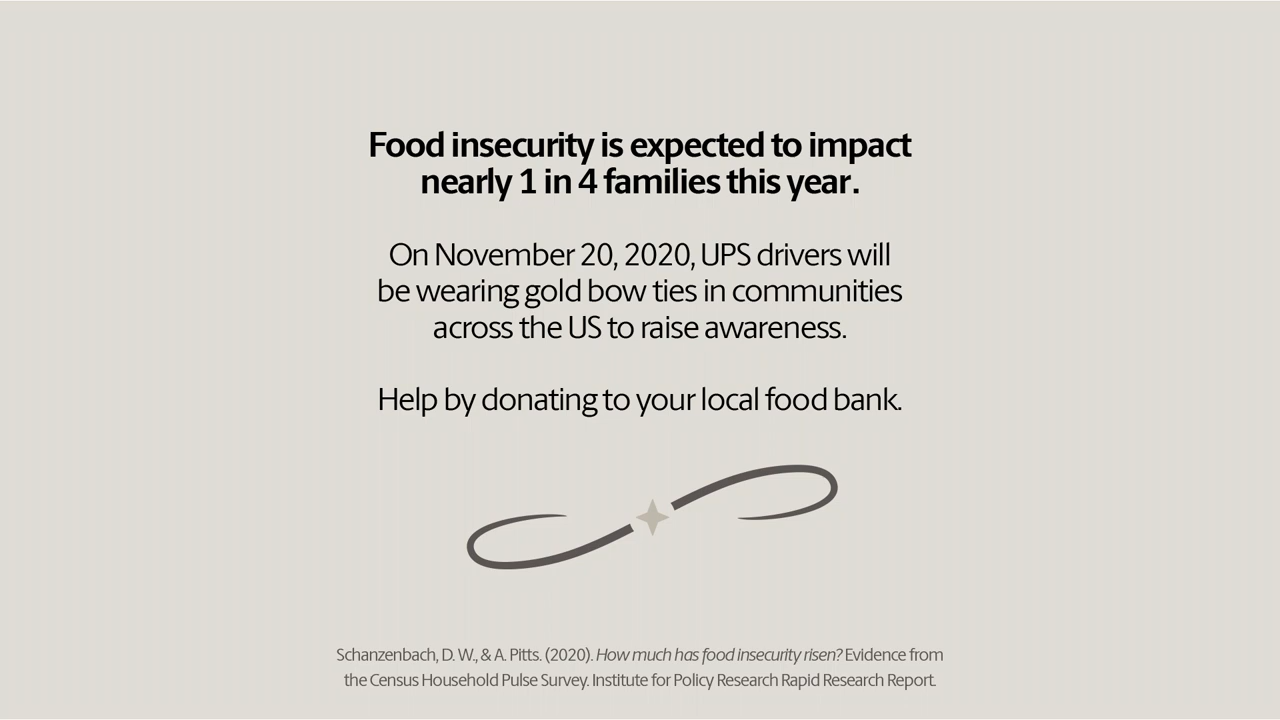 Food insecurity is expected to impact
nearly 1 in 4 families this year.
On November 20, 2020, UPS drivers will
be wearing gold bow ties in communities
across the US to raise awareness.
Help by donating to your local food bank.
Schanzenbach, D. W., & A. Pitts. (2020). How much has food insecurity risen? Evidence from
the Census Household Pulse Survey. Institute for Policy Research Rapid Research Report.